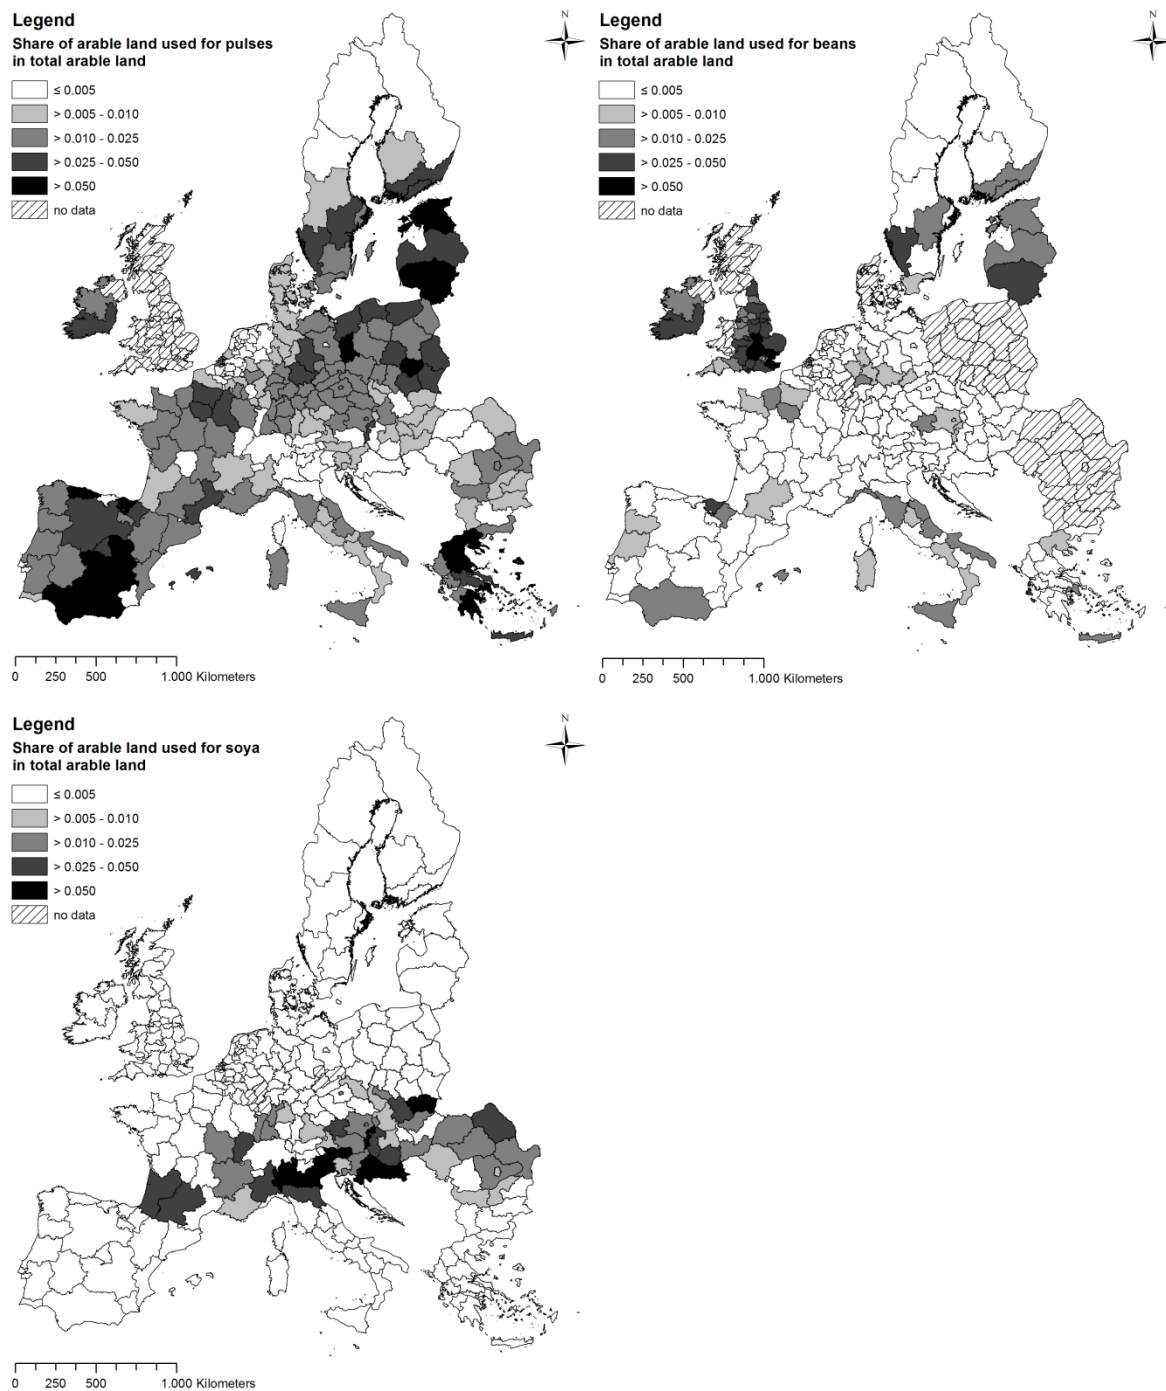 Legend
Share of arable land used for pulses
in total arable land
≤ 0.005
> 0.005 - 0.010
> 0.010 - 0.025
> 0.025 - 0.050
> 0.050
no data
N
0 250 500 1.000 Kilometers
Legend
Share of arable land used for beans
in total arable land
≤ 0.005
> 0.005 - 0.010
> 0.010 - 0.025
> 0.025 - 0.050
> 0.050
no data
N
0 250 500 1.000 Kilometers
Legend
Share of arable land used for soya
in total arable land
≤ 0.005
> 0.005 - 0.010
> 0.010 - 0.025
> 0.025 - 0.050
> 0.050
no data
N
0 250 500 1.000 Kilometers